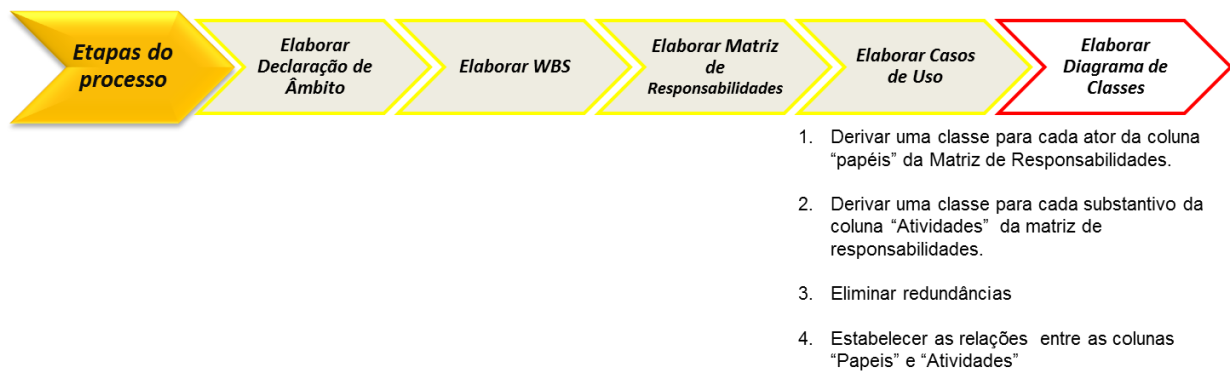 Etapas do
processo
Elaborar
Declaração de
Âmbito
Elaborar WBS
Elaborar Matriz
de
Responsabilidades
Elaborar Casos
de Uso
Elaborar
Diagrama de
Classes
1. Derivar uma classe para cada ator da coluna
“papéis” da Matriz de Responsabilidades.
2. Derivar uma classe para cada substantivo da
coluna “Atividades” da matriz de
responsabilidades.
3. Eliminar redundâncias
4. Estabelecer as relações entre as colunas
“Papeis” e “Atividades”